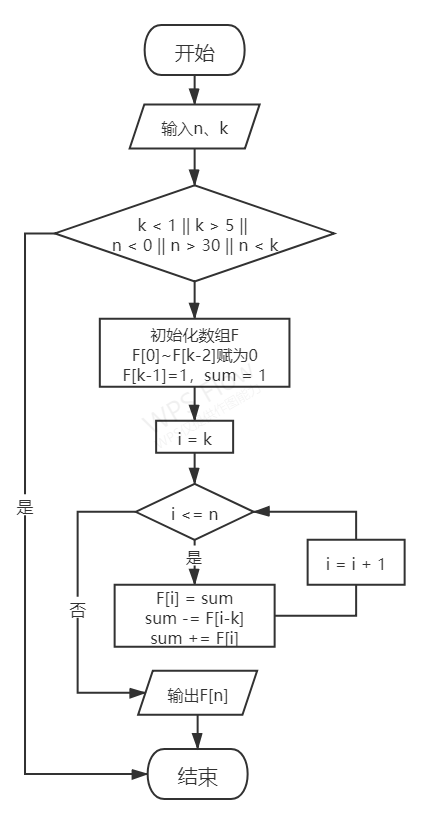 开始
输入n、k
k < 1 || k > 5 ||
n < 0 || n > 30 || n < k
初始化数组F
F[0]~F[k-2]赋为0
F[k-1]=1，sum = 1
i = k
i <= n
是
是
i = i + 1
F[i] = sum
sum -= F[i-k]
sum += F[i]
否
输出F[n]
结束